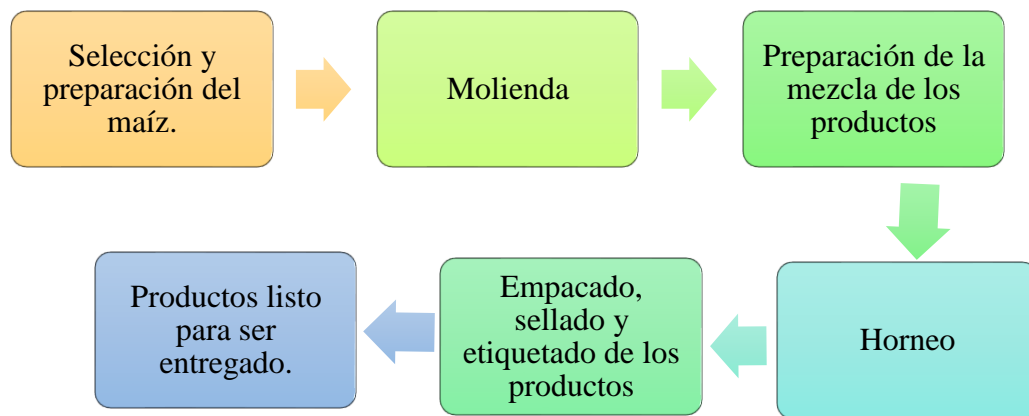 Selección y
preparación del
maíz.
Molienda
Preparación de la
mezcla de los
productos
Horneo
Empacado,
sellado y
etiquetado de los
productos
Productos listo
para ser
entregado.